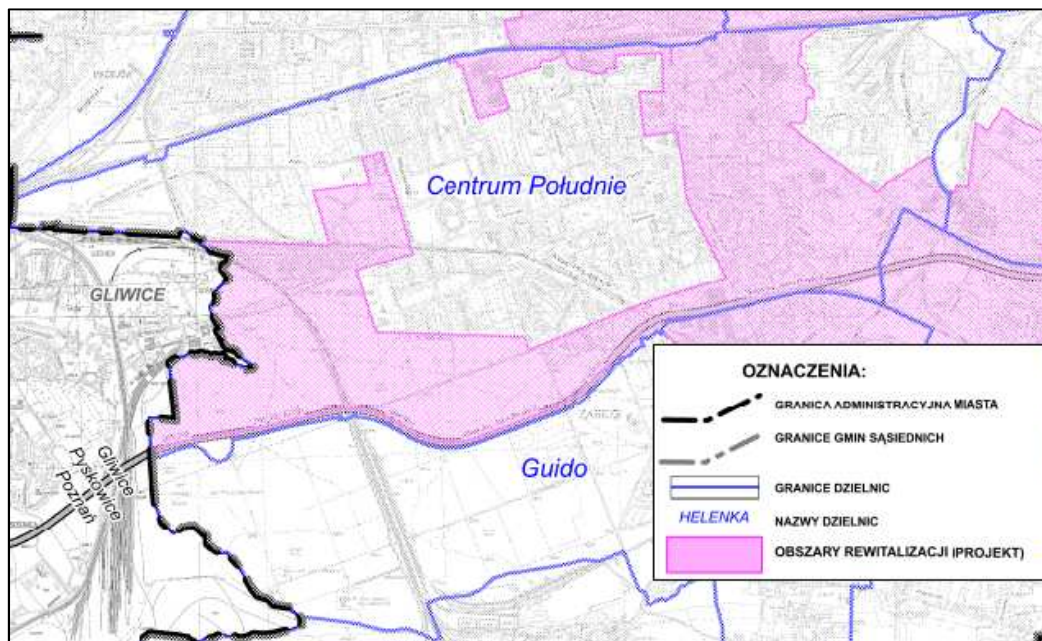 Centrum Południe
GLIWICE
Guido
Gliwice
Pyskowice
Poznań
OZNACZENIA:
GRANICA ADMINISTRACYJNA MIASTA
GRANICE GMIN SĄSIEDNICH
GRANICE DZIELNIC
HELENKA
NAZWY DZIELNIC
OBSZARY REWITALIZACJI (PROJEKT)